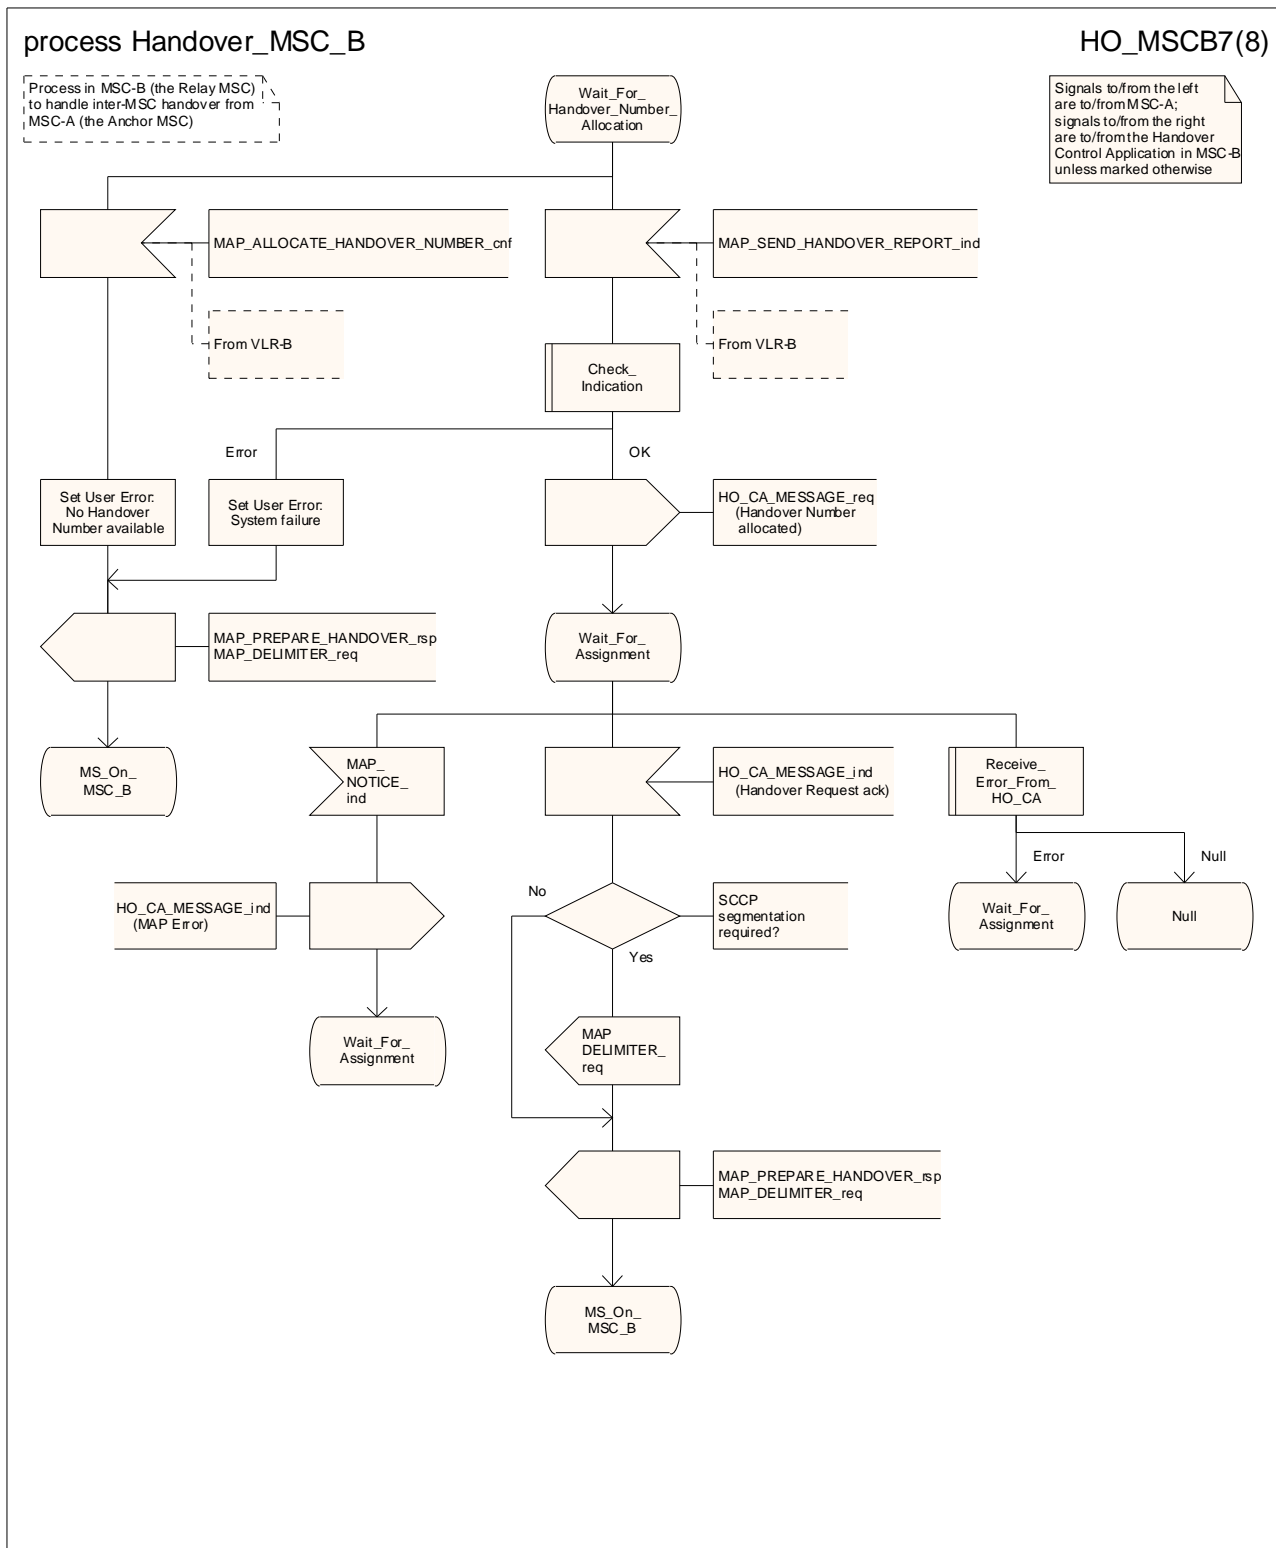 process Handover_MSC_B
HO_MSCB7(8)
Process in MSC-B (the Relay MSC)
to handle inter-MSC handover from
MSC-A (the Anchor MSC)
Wait_For_
Handover_Number_
Allocation
Signals to/from the left
are to/from MSC-A;
signals to/from the right
are to/from the Handover
Control Application in MSC-B
unless marked otherwise
MAP_ALLOCATE_HANDOVER_NUMBER_cnf
MAP_SEND_HANDOVER_REPORT_ind
From VLR-B
From VLR-B
Check_
Indication
Error
OK
Set User Error:
No Handover
Number available
Set User Error:
System failure
HO_CA_MESSAGE_req
(Handover Number
allocated)
MAP_PREPARE_HANDOVER_rsp
MAP_DELIMITER_req
Wait_For_
Assignment
MS_On_
MSC_B
MAP_
NOTICE_
ind
HO_CA_MESSAGE_ind
(Handover Request ack)
Receive_
Error_From_
HO_CA
Error
Null
HO_CA_MESSAGE_ind
(MAP Error)
No
SCCP
segmentation
required?
Yes
Wait_For_
Assignment
Null
Wait_For_
Assignment
MAP
DELIMITER_
req
MAP_PREPARE_HANDOVER_rsp
MAP_DELIMITER_req
MS_On_
MSC_B